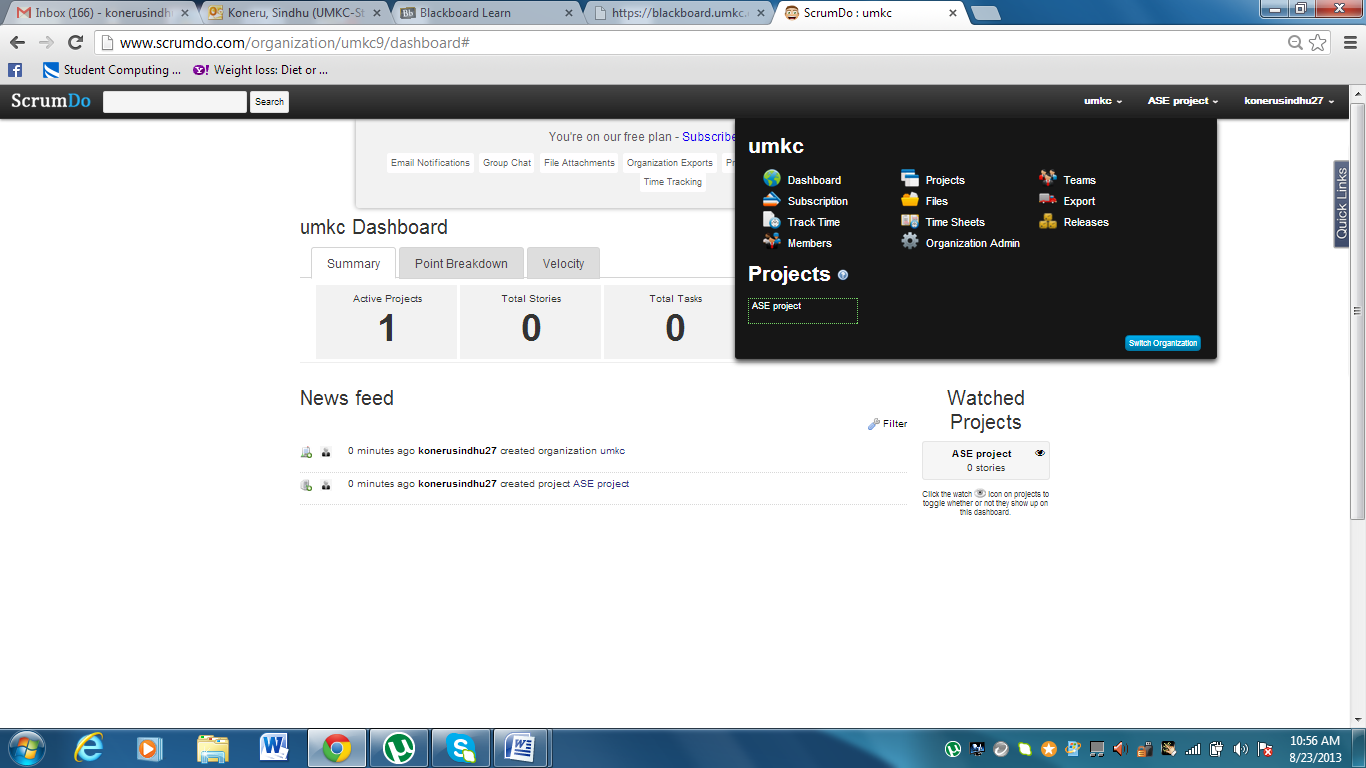 Inbox (166) - konerusindh
Koneru, Sindhu (UMKC-St
Blackboard Learn
https://blackboard.umkc.
ScrumDo : umkc
www.scrumdo.com/organization/umkc9/dashboard#
Student Computing ...
Weight loss: Diet or ...
ScrumDo
Search
umkc
ASE project
konerusindhu27
You're on our free plan - Subscribe
Email Notifications
Group Chat
File Attachments
Organization Exports
Time Tracking
umkc
Dashboard
Projects
Teams
Subscription
Files
Export
Track Time
Time Sheets
Releases
Members
Organization Admin
Projects
ASE project
Switch Organization
Quick Links
umkc Dashboard
Summary
Point Breakdown
Velocity
Active Projects
1
Total Stories
0
Total Tasks
0
News feed
Filter
0 minutes ago konerusindhu27 created organization umkc
0 minutes ago konerusindhu27 created project ASE project
Watched
Projects
ASE project
0 stories
Click the watch icon on projects to
toggle whether or not they show up on
this dashboard.
10:56 AM
8/23/2013